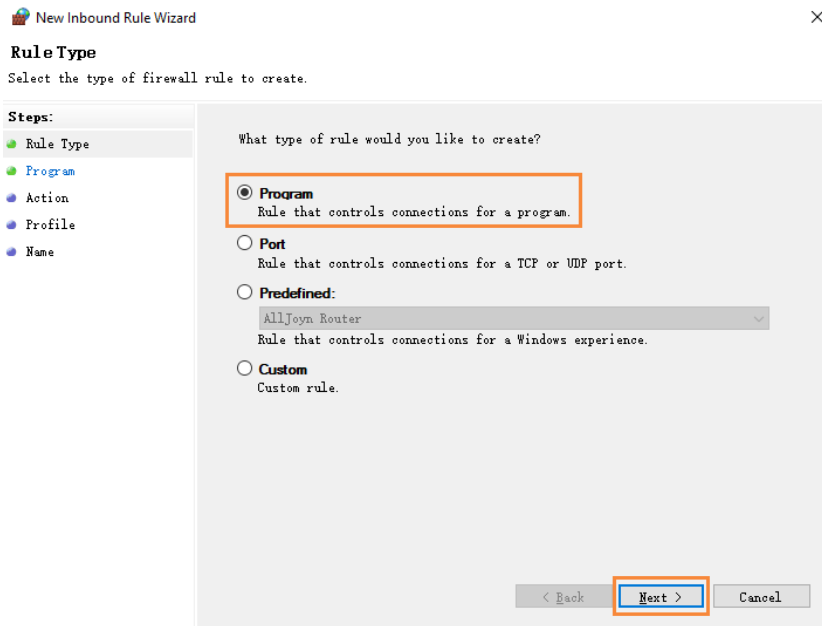 New Inbound Rule Wizard
Rule Type
Select the type of firewall rule to create.
Steps:
Rule Type
Program
Action
Profile
Name
What type of rule would you like to create?
Program
Rule that controls connections for a program.
Port
Rule that controls connections for a TCP or UDP port.
Predefined:
AllJoyn Router
Rule that controls connections for a Windows experience.
Custom
Custom rule.
< Back
Next >
Cancel